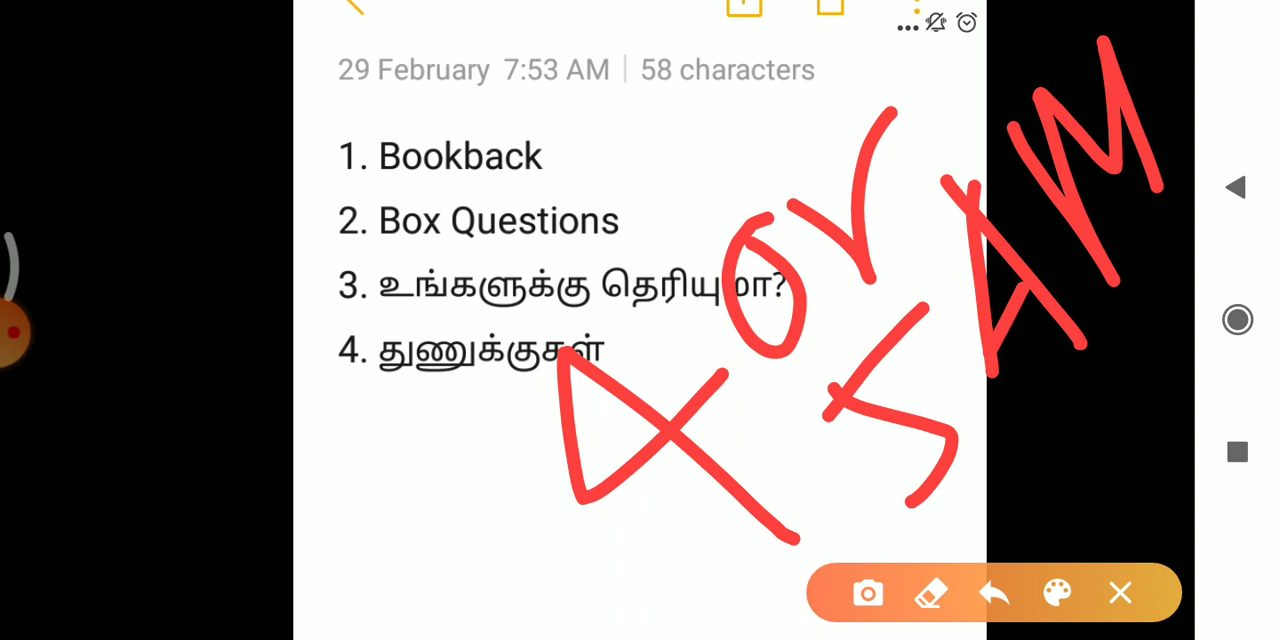 29 February 7:53 AM | 58 characters
1. Bookback
2. Box Questions
3. உங்களுக்கு தெரியுமா?
4. துணுக்குகள்
4 or 5 AM